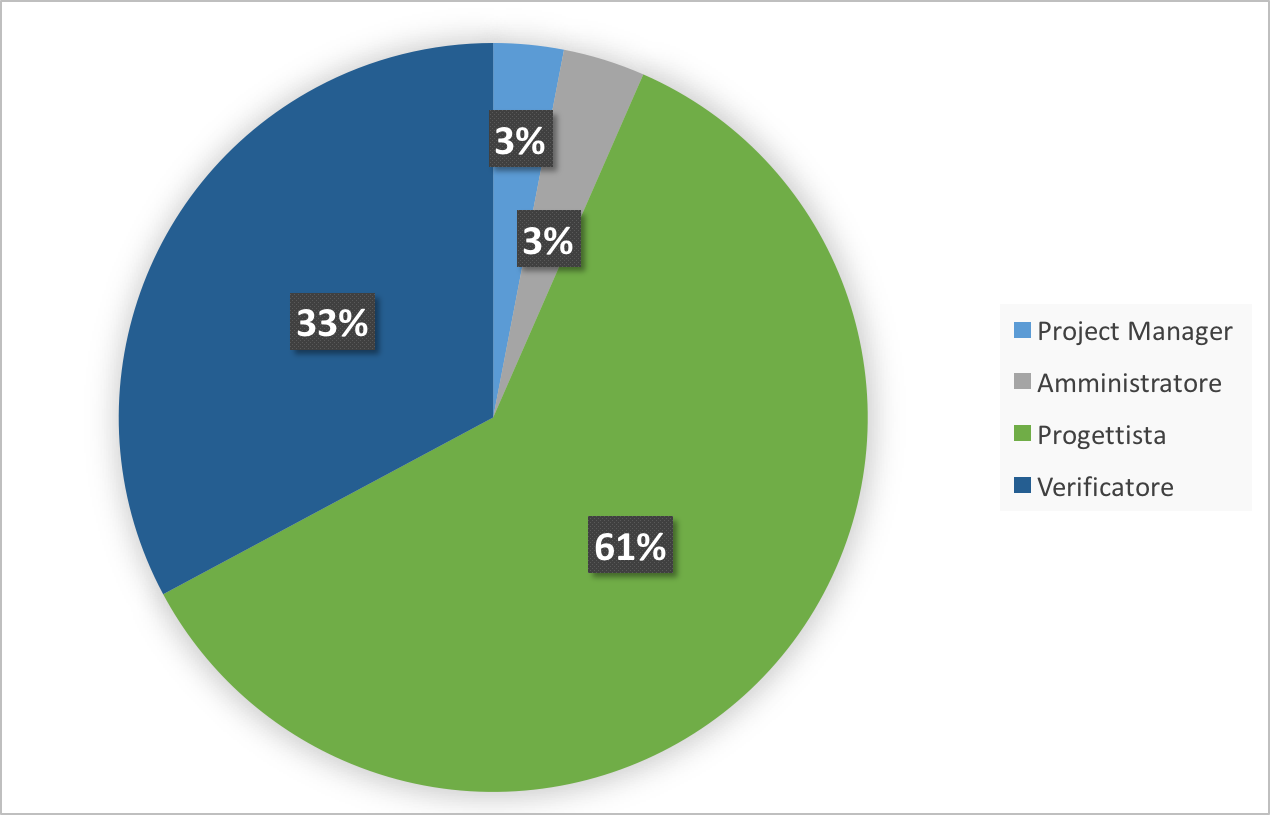 3%
3%
33%
61%
Project Manager
Amministratore
Progettista
Verificatore